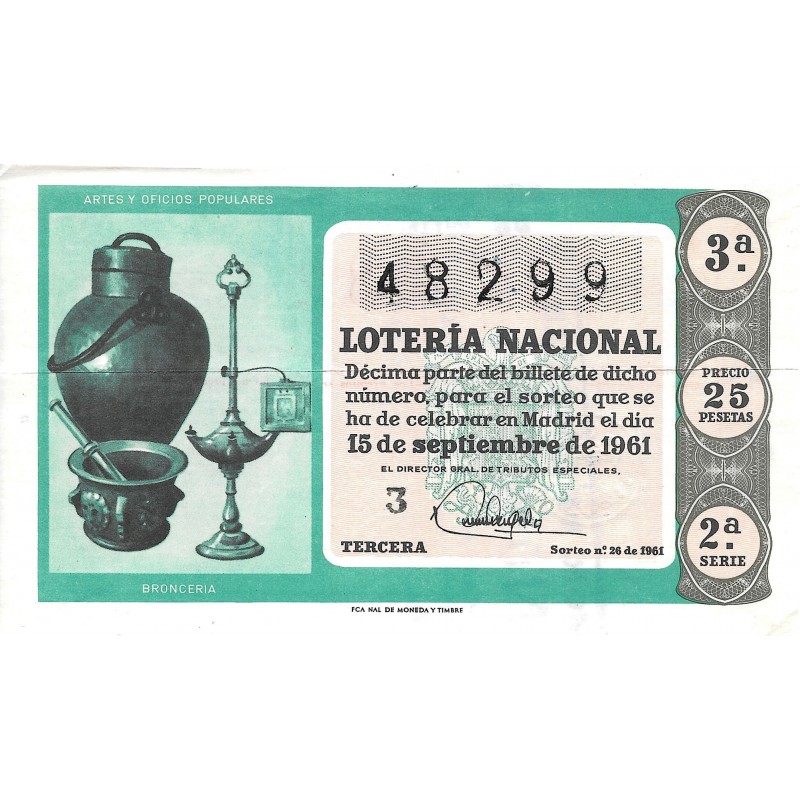 ARTES Y OFICIOS POPULARES
BRONCERIA
48299
LOTERÍA NACIONAL
Décima parte del billete de dicho
número, para el sorteo que se
ha de celebrar en Madrid el día
15 de septiembre de 1961
EL DIRECTOR GRAL. DE TRIBUTOS ESPECIALES,
3
TERCERA
Sorteo n.º 26 de 1961
3ª.
PRECIO
25
PESETAS
2ª.
SERIE
FCA NAL DE MONEDA Y TIMBRE